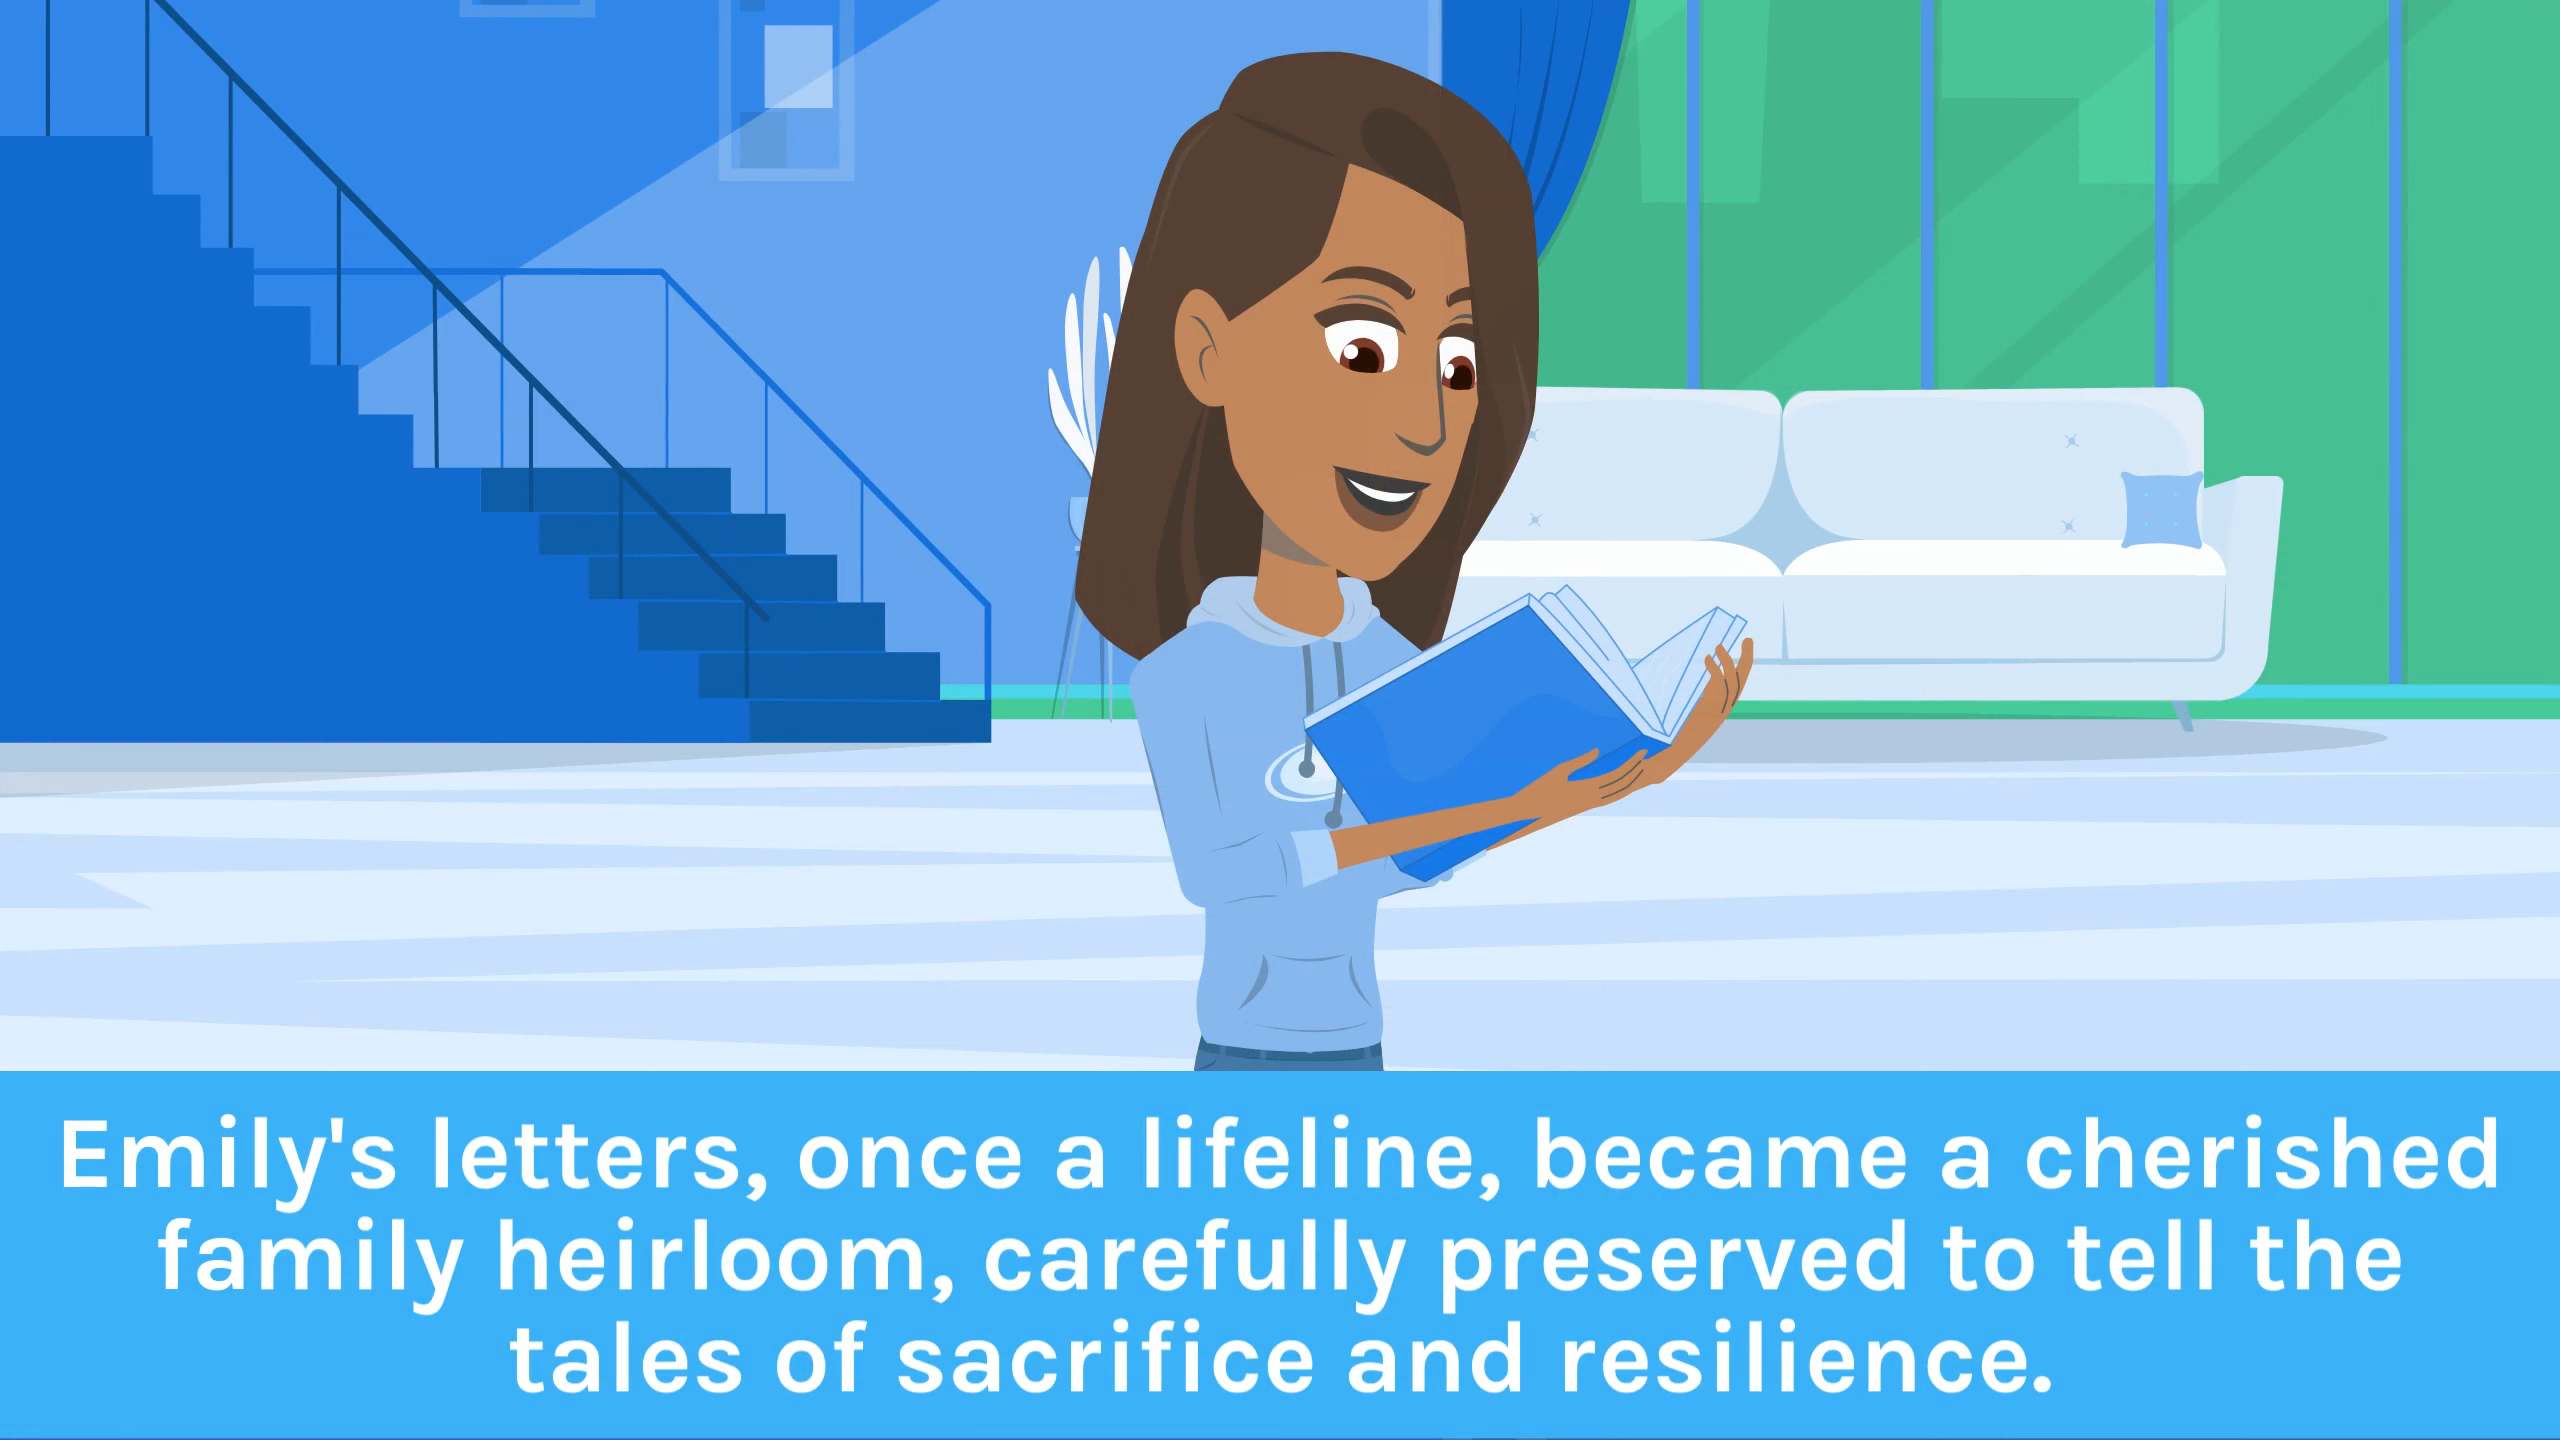 Emily's letters, once a lifeline, became a cherished
family heirloom, carefully preserved to tell the
tales of sacrifice and resilience.